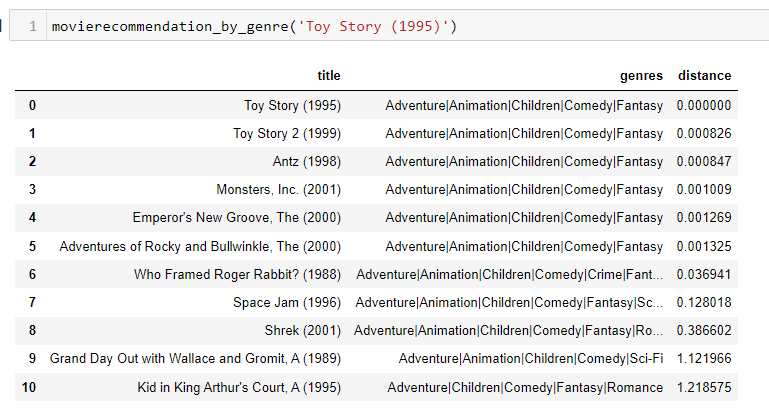 1 movierecommendation_by_genre('Toy Story (1995)')
title genres distance
0 Toy Story (1995) Adventure|Animation|Children|Comedy|Fantasy 0.000000
1 Toy Story 2 (1999) Adventure|Animation|Children|Comedy|Fantasy 0.000826
2 Antz (1998) Adventure|Animation|Children|Comedy|Fantasy 0.000847
3 Monsters, Inc. (2001) Adventure|Animation|Children|Comedy|Fantasy 0.001009
4 Emperor's New Groove, The (2000) Adventure|Animation|Children|Comedy|Fantasy 0.001269
5 Adventures of Rocky and Bullwinkle, The (2000) Adventure|Animation|Children|Comedy|Fantasy 0.001325
6 Who Framed Roger Rabbit? (1988) Adventure|Animation|Children|Comedy|Crime|Fant... 0.036941
7 Space Jam (1996) Adventure|Animation|Children|Comedy|Fantasy|Sc... 0.128018
8 Shrek (2001) Adventure|Animation|Children|Comedy|Fantasy|Ro... 0.386602
9 Grand Day Out with Wallace and Gromit, A (1989) Adventure|Animation|Children|Comedy|Sci-Fi 1.121966
10 Kid in King Arthur's Court, A (1995) Adventure|Children|Comedy|Fantasy|Romance 1.218575